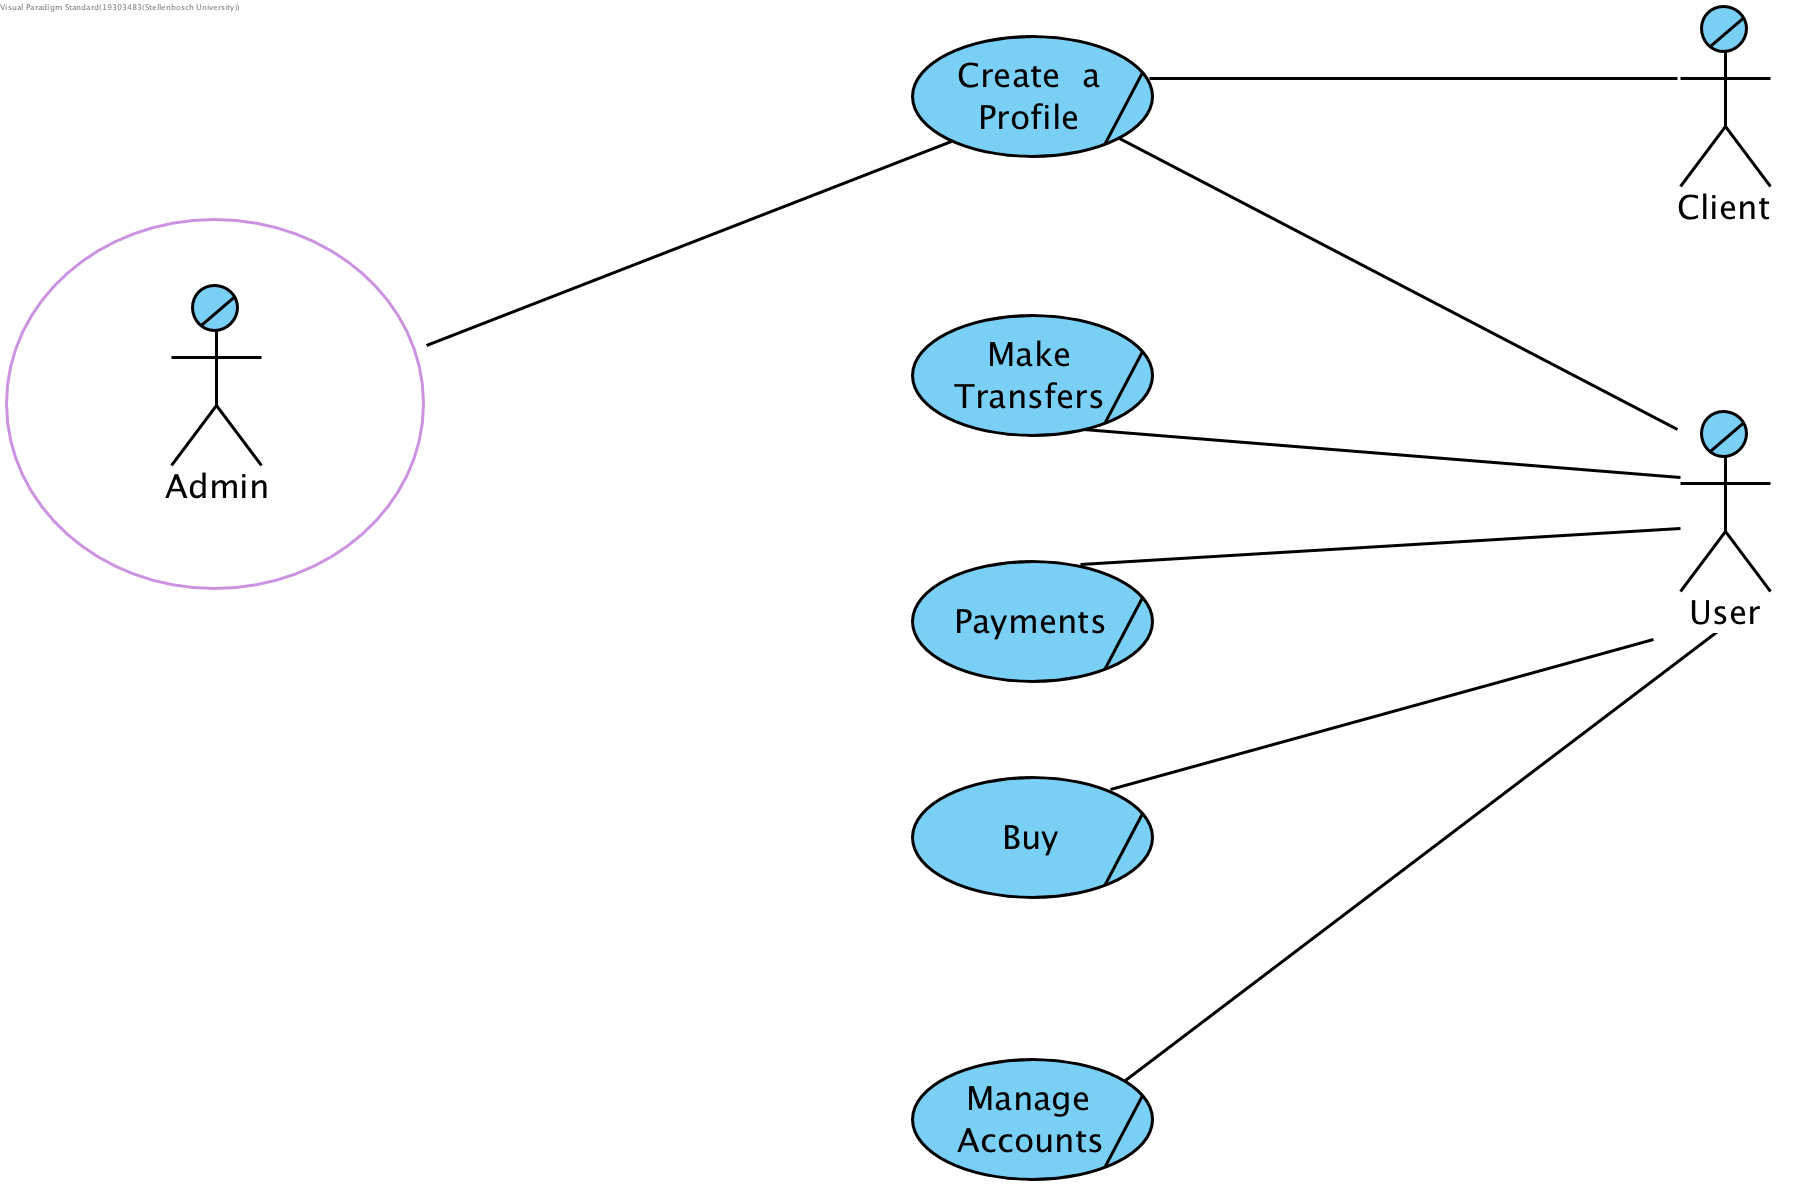 Visual Paradigm Standard(19303483(Stellenbosch University))
Create a
Profile
Client
Make
Transfers
Admin
Payments
User
Buy
Manage
Accounts